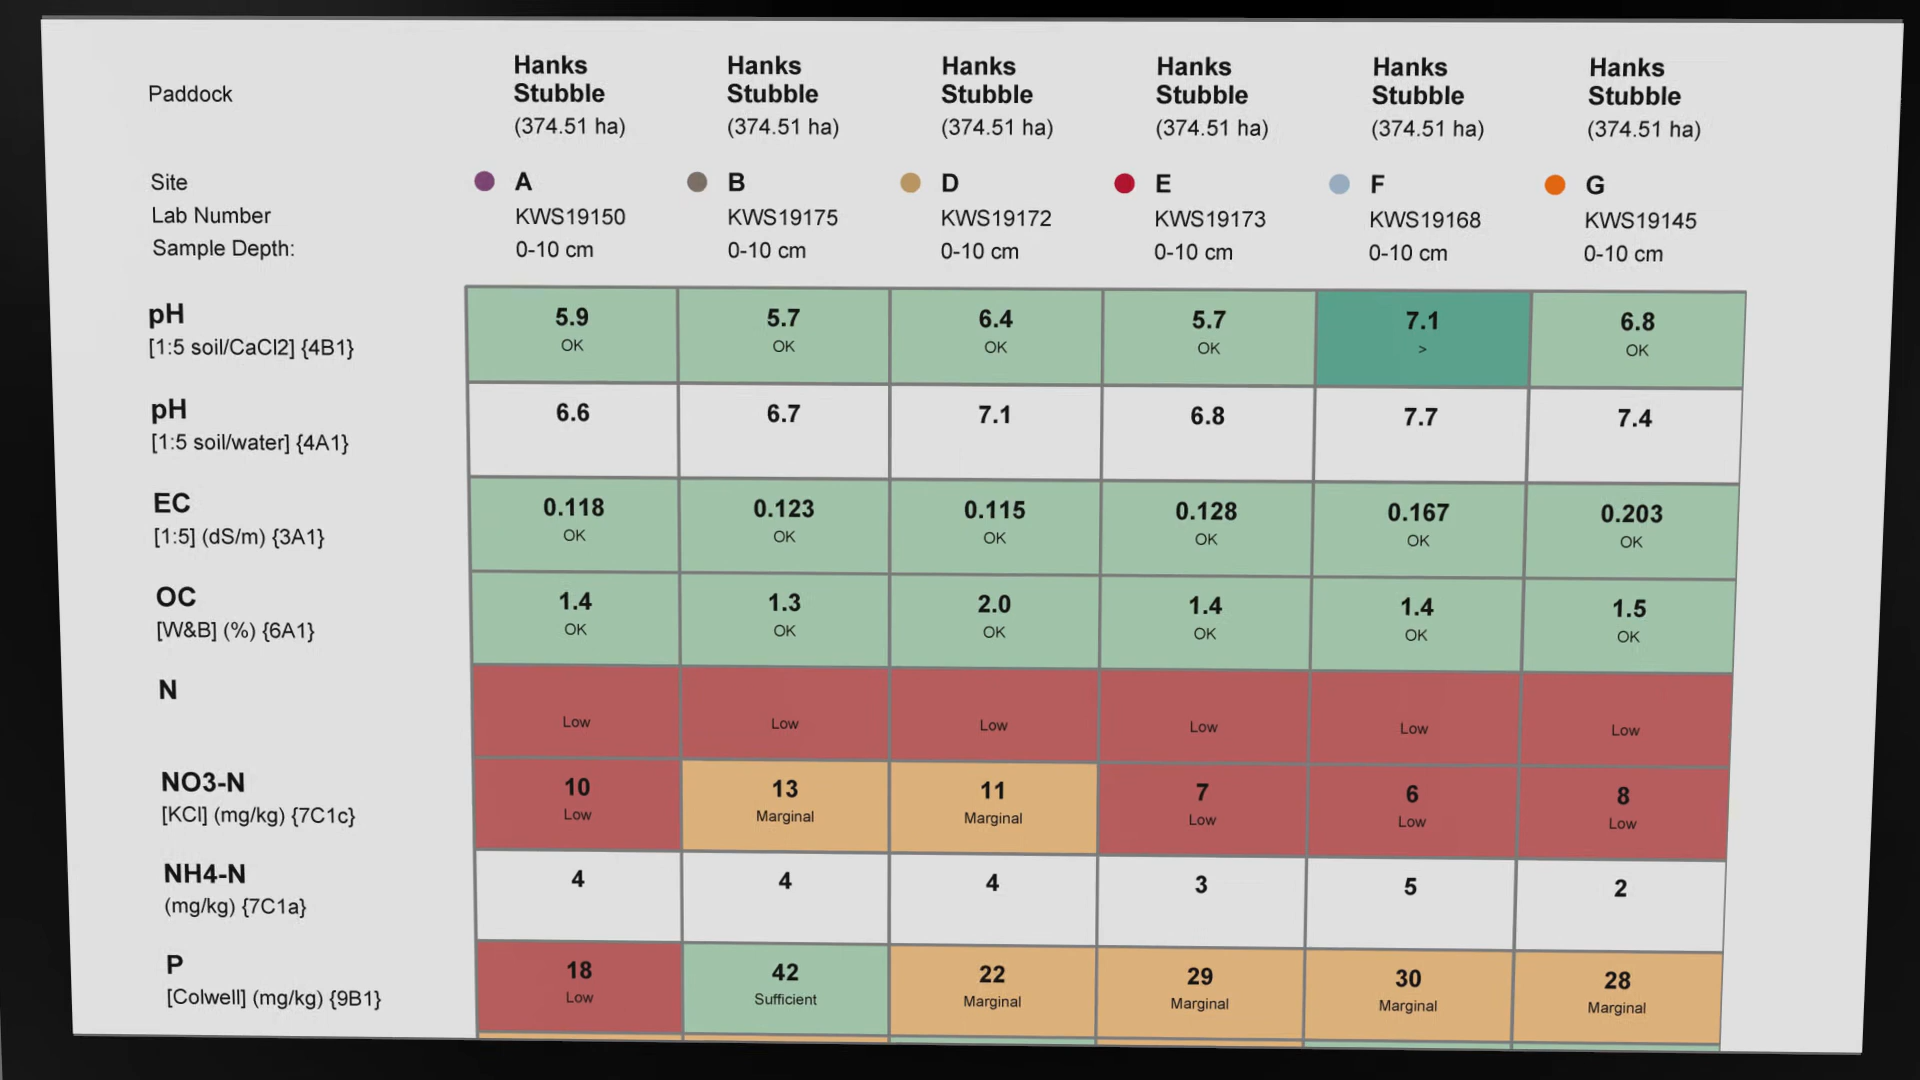 Paddock
Hanks Stubble (374.51 ha) Hanks Stubble (374.51 ha) Hanks Stubble (374.51 ha) Hanks Stubble (374.51 ha) Hanks Stubble (374.51 ha) Hanks Stubble (374.51 ha)
Site A B D E F G
Lab Number KWS19150 KWS19175 KWS19172 KWS19173 KWS19168 KWS19145
Sample Depth: 0-10 cm 0-10 cm 0-10 cm 0-10 cm 0-10 cm 0-10 cm
pH 5.9 5.7 6.4 5.7 7.1 6.8
[1:5 soil/CaCl2] {4B1} OK OK OK OK > OK
pH 6.6 6.7 7.1 6.8 7.7 7.4
[1:5 soil/water] {4A1}
EC 0.118 0.123 0.115 0.128 0.167 0.203
[1:5] (dS/m) {3A1} OK OK OK OK OK OK
OC 1.4 1.3 2.0 1.4 1.4 1.5
[W&B] (%) {6A1} OK OK OK OK OK OK
N
Low Low Low Low Low Low
NO3-N 10 13 11 7 6 8
[KCl] (mg/kg) {7C1c} Low Marginal Marginal Low Low Low
NH4-N 4 4 4 3 5 2
(mg/kg) {7C1a}
P 18 42 22 29 30 28
[Colwell] (mg/kg) {9B1} Low Sufficient Marginal Marginal Marginal Marginal